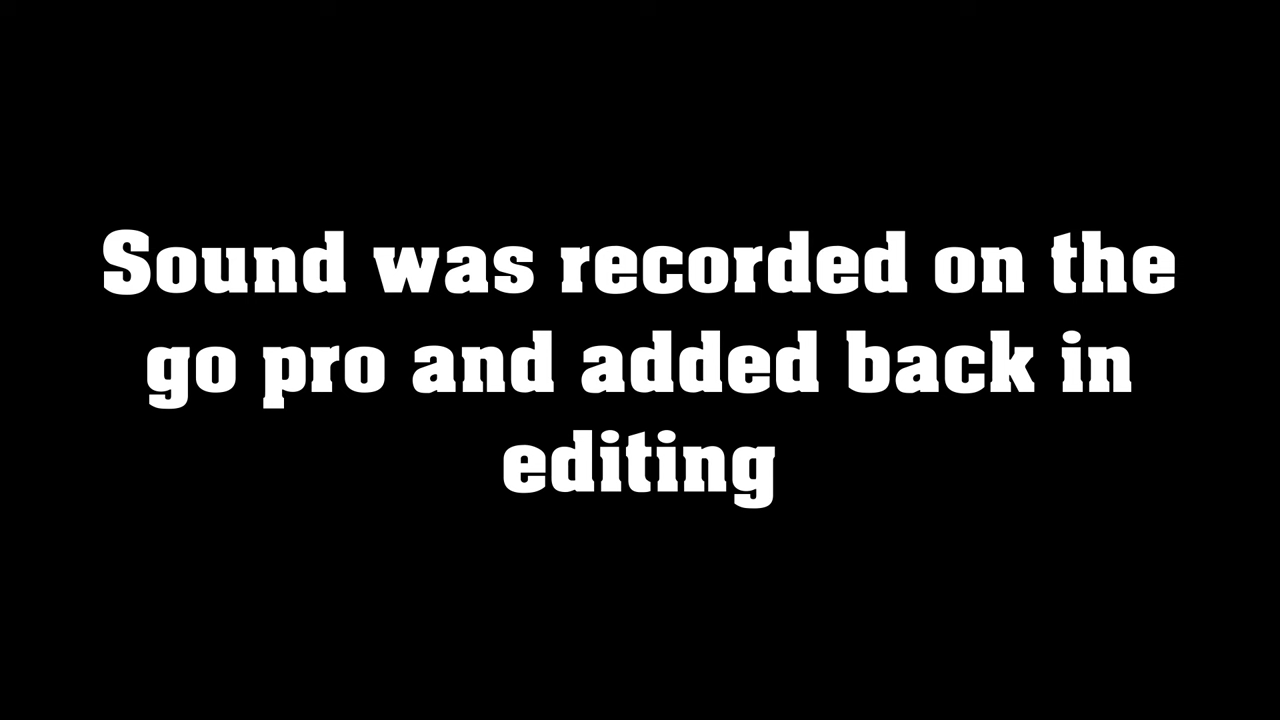 Sound was recorded on the
go pro and added back in
editing